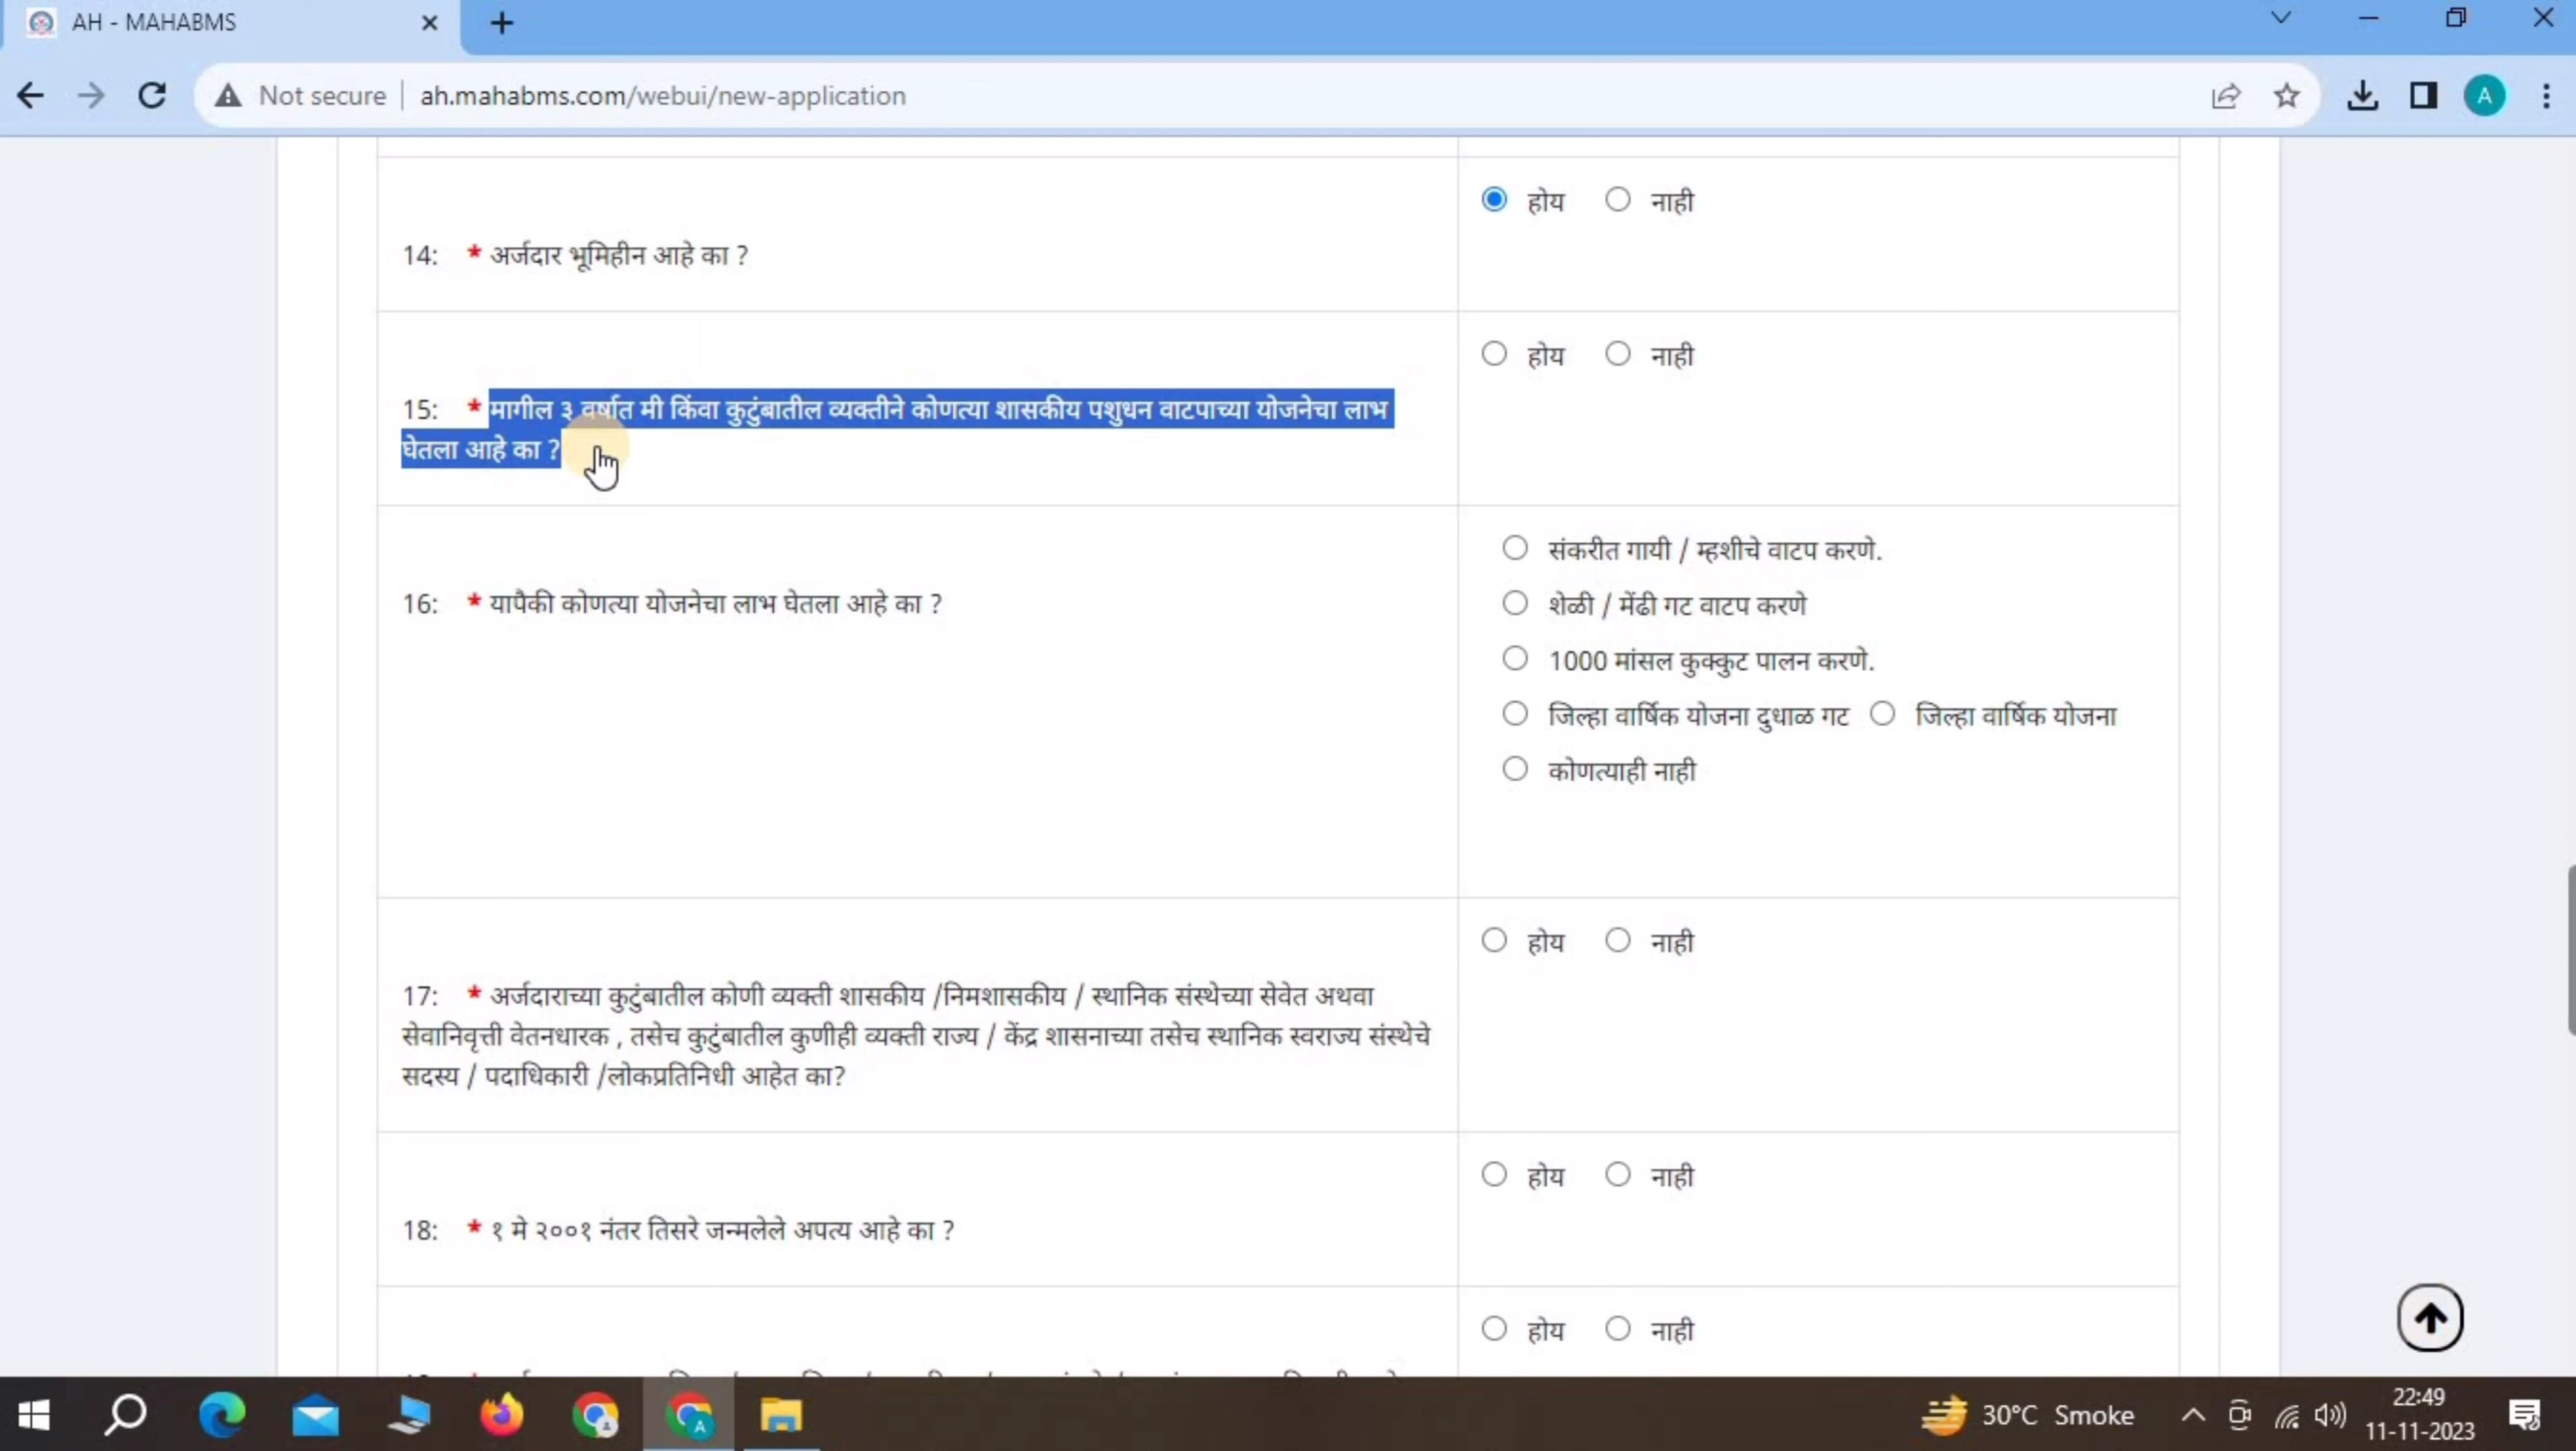 AH - MAHABMS
Not secure
ah.mahabms.com/webui/new-application
A
होय नाही
14: * अर्जदार भूमिहीन आहे का ?
होय नाही
15: * मागील ३ वर्षात मी किंवा कुटुंबातील व्यक्तीने कोणत्या शासकीय पशुधन वाटपाच्या योजनेचा लाभ
घेतला आहे का ?
संकरीत गायी / म्हशीचे वाटप करणे.
16: * यापैकी कोणत्या योजनेचा लाभ घेतला आहे का ?
शेळी / मेंढी गट वाटप करणे
1000 मांसल कुक्कुट पालन करणे.
जिल्हा वार्षिक योजना दुधाळ गट जिल्हा वार्षिक योजना
कोणत्याही नाही
होय नाही
17: * अर्जदाराच्या कुटुंबातील कोणी व्यक्ती शासकीय /निमशासकीय / स्थानिक संस्थेच्या सेवेत अथवा
सेवानिवृत्ती वेतनधारक , तसेच कुटुंबातील कुणीही व्यक्ती राज्य / केंद्र शासनाच्या तसेच स्थानिक स्वराज्य संस्थेचे
सदस्य / पदाधिकारी /लोकप्रतिनिधी आहेत का?
होय नाही
18: * १ मे २००१ नंतर तिसरे जन्मलेले अपत्य आहे का ?
होय नाही
30°C Smoke
22:49
11-11-2023